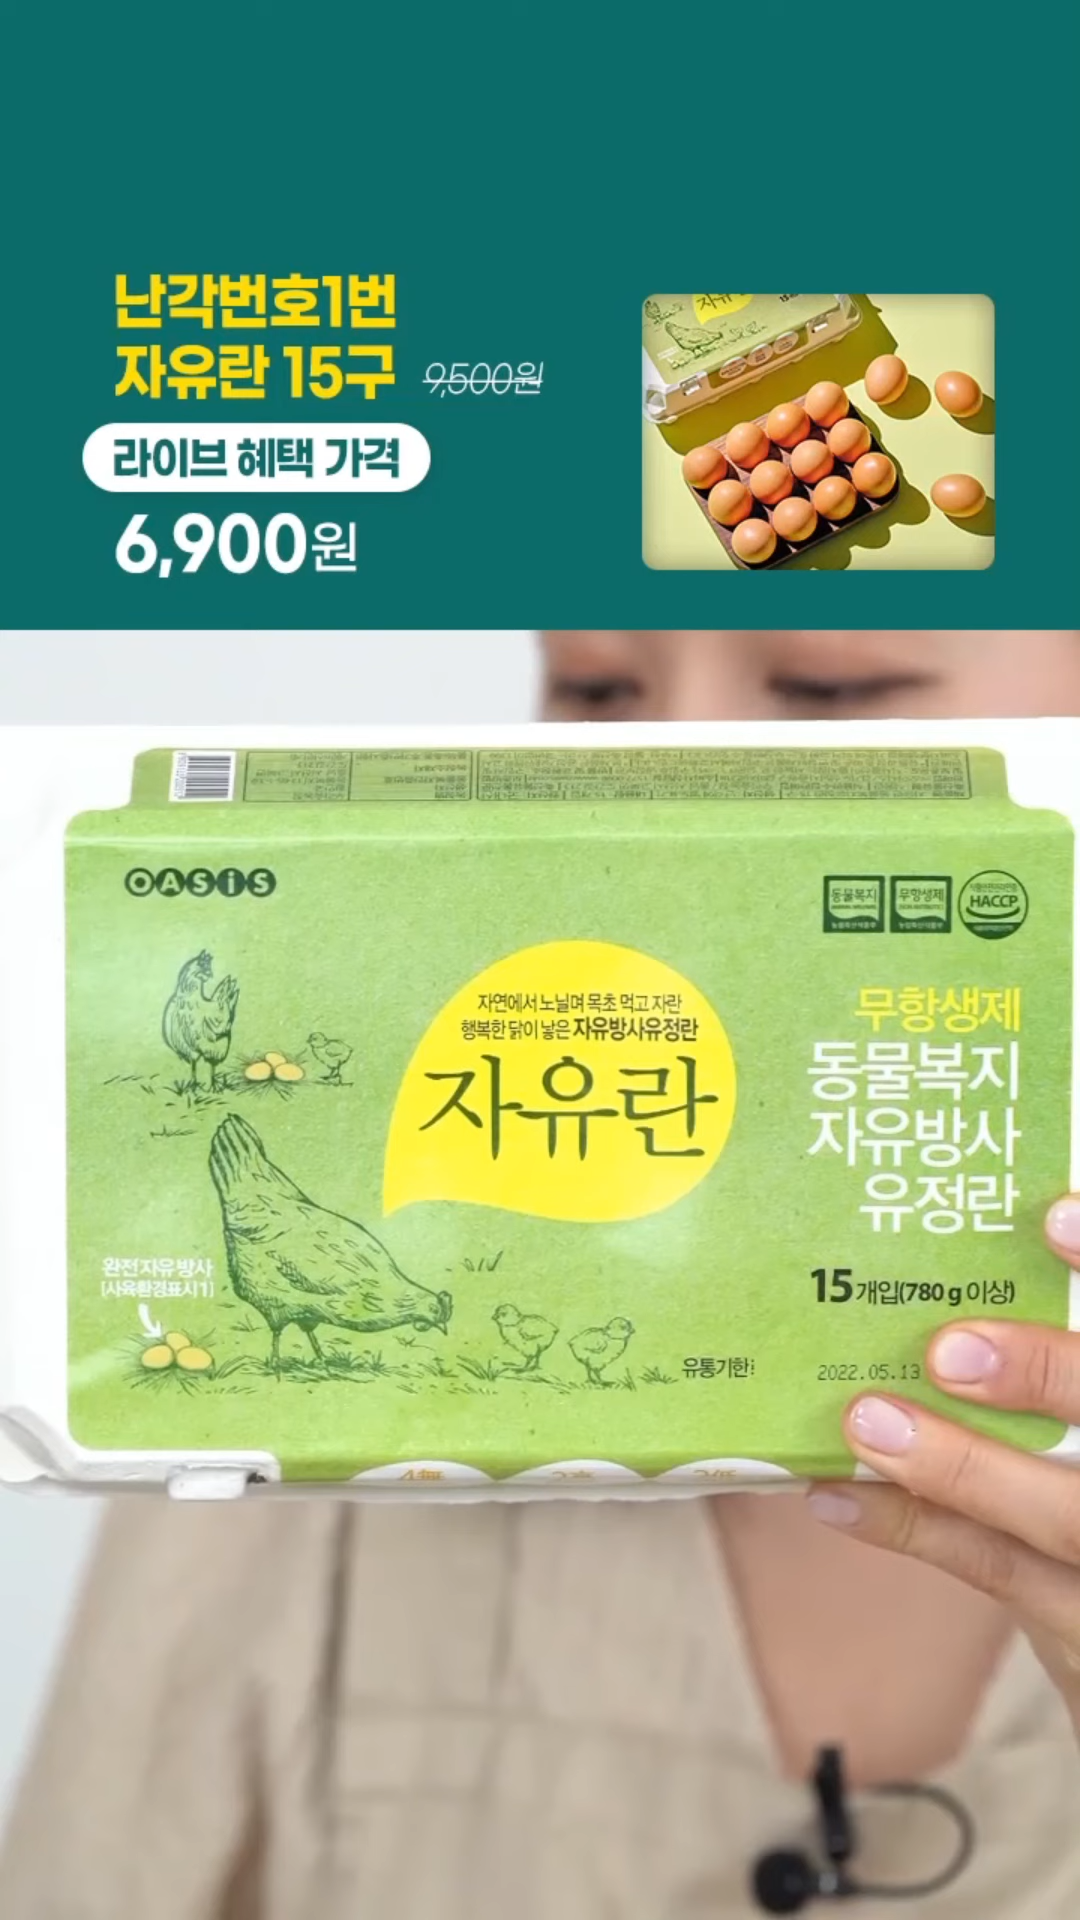 난각번호1번
자유란 15구 9,500원
라이브 혜택 가격
6,900원
OASiS
동물복지 무항생제 HACCP
자연에서 노닐며 목초 먹고 자란
행복한 닭이 낳은 자유방사유정란
자유란
무항생제
동물복지
자유방사
유정란
완전 자유 방사
[사육환경표시1]
15개입(780 g 이상)
유통기한: 2022.05.13